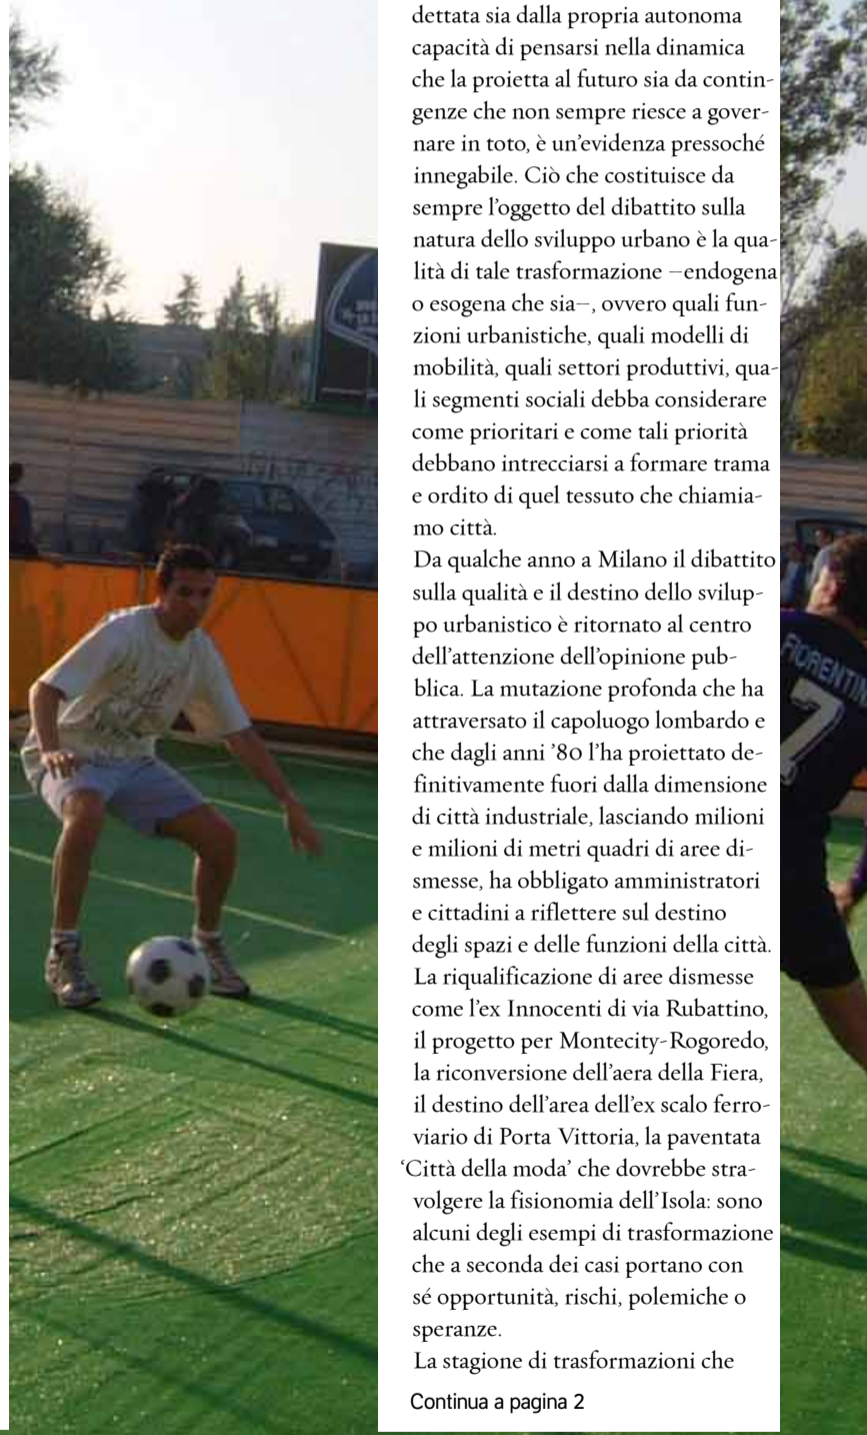 dettata sia dalla propria autonoma
capacità di pensarsi nella dinamica
che la proietta al futuro sia da contin-
genze che non sempre riesce a gover-
nare in toto, è un'evidenza pressoché
innegabile. Ciò che costituisce da
sempre l'oggetto del dibattito sulla
natura dello sviluppo urbano è la qua-
lità di tale trasformazione –endogena
o esogena che sia–, ovvero quali fun-
zioni urbanistiche, quali modelli di
mobilità, quali settori produttivi, qua-
li segmenti sociali debba considerare
come prioritari e come tali priorità
debbano intrecciarsi a formare trama
e ordito di quel tessuto che chiamia-
mo città.
Da qualche anno a Milano il dibattito
sulla qualità e il destino dello svilup-
po urbanistico è ritornato al centro
dell'attenzione dell'opinione pub-
blica. La mutazione profonda che ha
attraversato il capoluogo lombardo e
che dagli anni '80 l'ha proiettato de-
finitivamente fuori dalla dimensione
di città industriale, lasciando milioni
e milioni di metri quadri di aree di-
smesse, ha obbligato amministratori
e cittadini a riflettere sul destino
degli spazi e delle funzioni della città.
La riqualificazione di aree dismesse
come l'ex Innocenti di via Rubattino,
il progetto per Montecity-Rogoredo,
la riconversione dell'aera della Fiera,
il destino dell'area dell'ex scalo ferro-
viario di Porta Vittoria, la paventata
'Città della moda' che dovrebbe stra-
volgere la fisionomia dell'Isola: sono
alcuni degli esempi di trasformazione
che a seconda dei casi portano con
sé opportunità, rischi, polemiche o
speranze.
La stagione di trasformazioni che
Continua a pagina 2
FIORENTIN
7